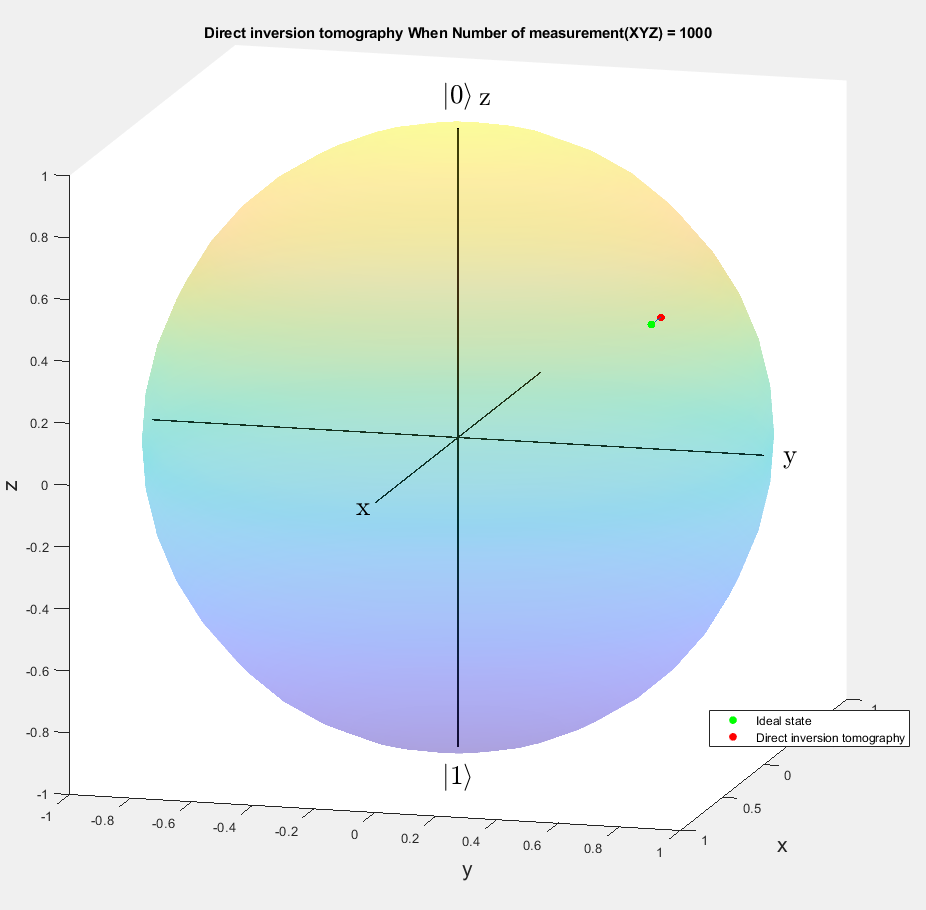 Direct inversion tomography When Number of measurement(XYZ) = 1000
|0⟩ z
1
0.8
0.6
0.4
0.2
0
-0.2
-0.4
-0.6
-0.8
-1
z
y
x
|1⟩
Ideal state
Direct inversion tomography
-1
-0.8
-0.6
-0.4
-0.2
0
0.2
0.4
0.6
0.8
1
y
1
0.5
0
x